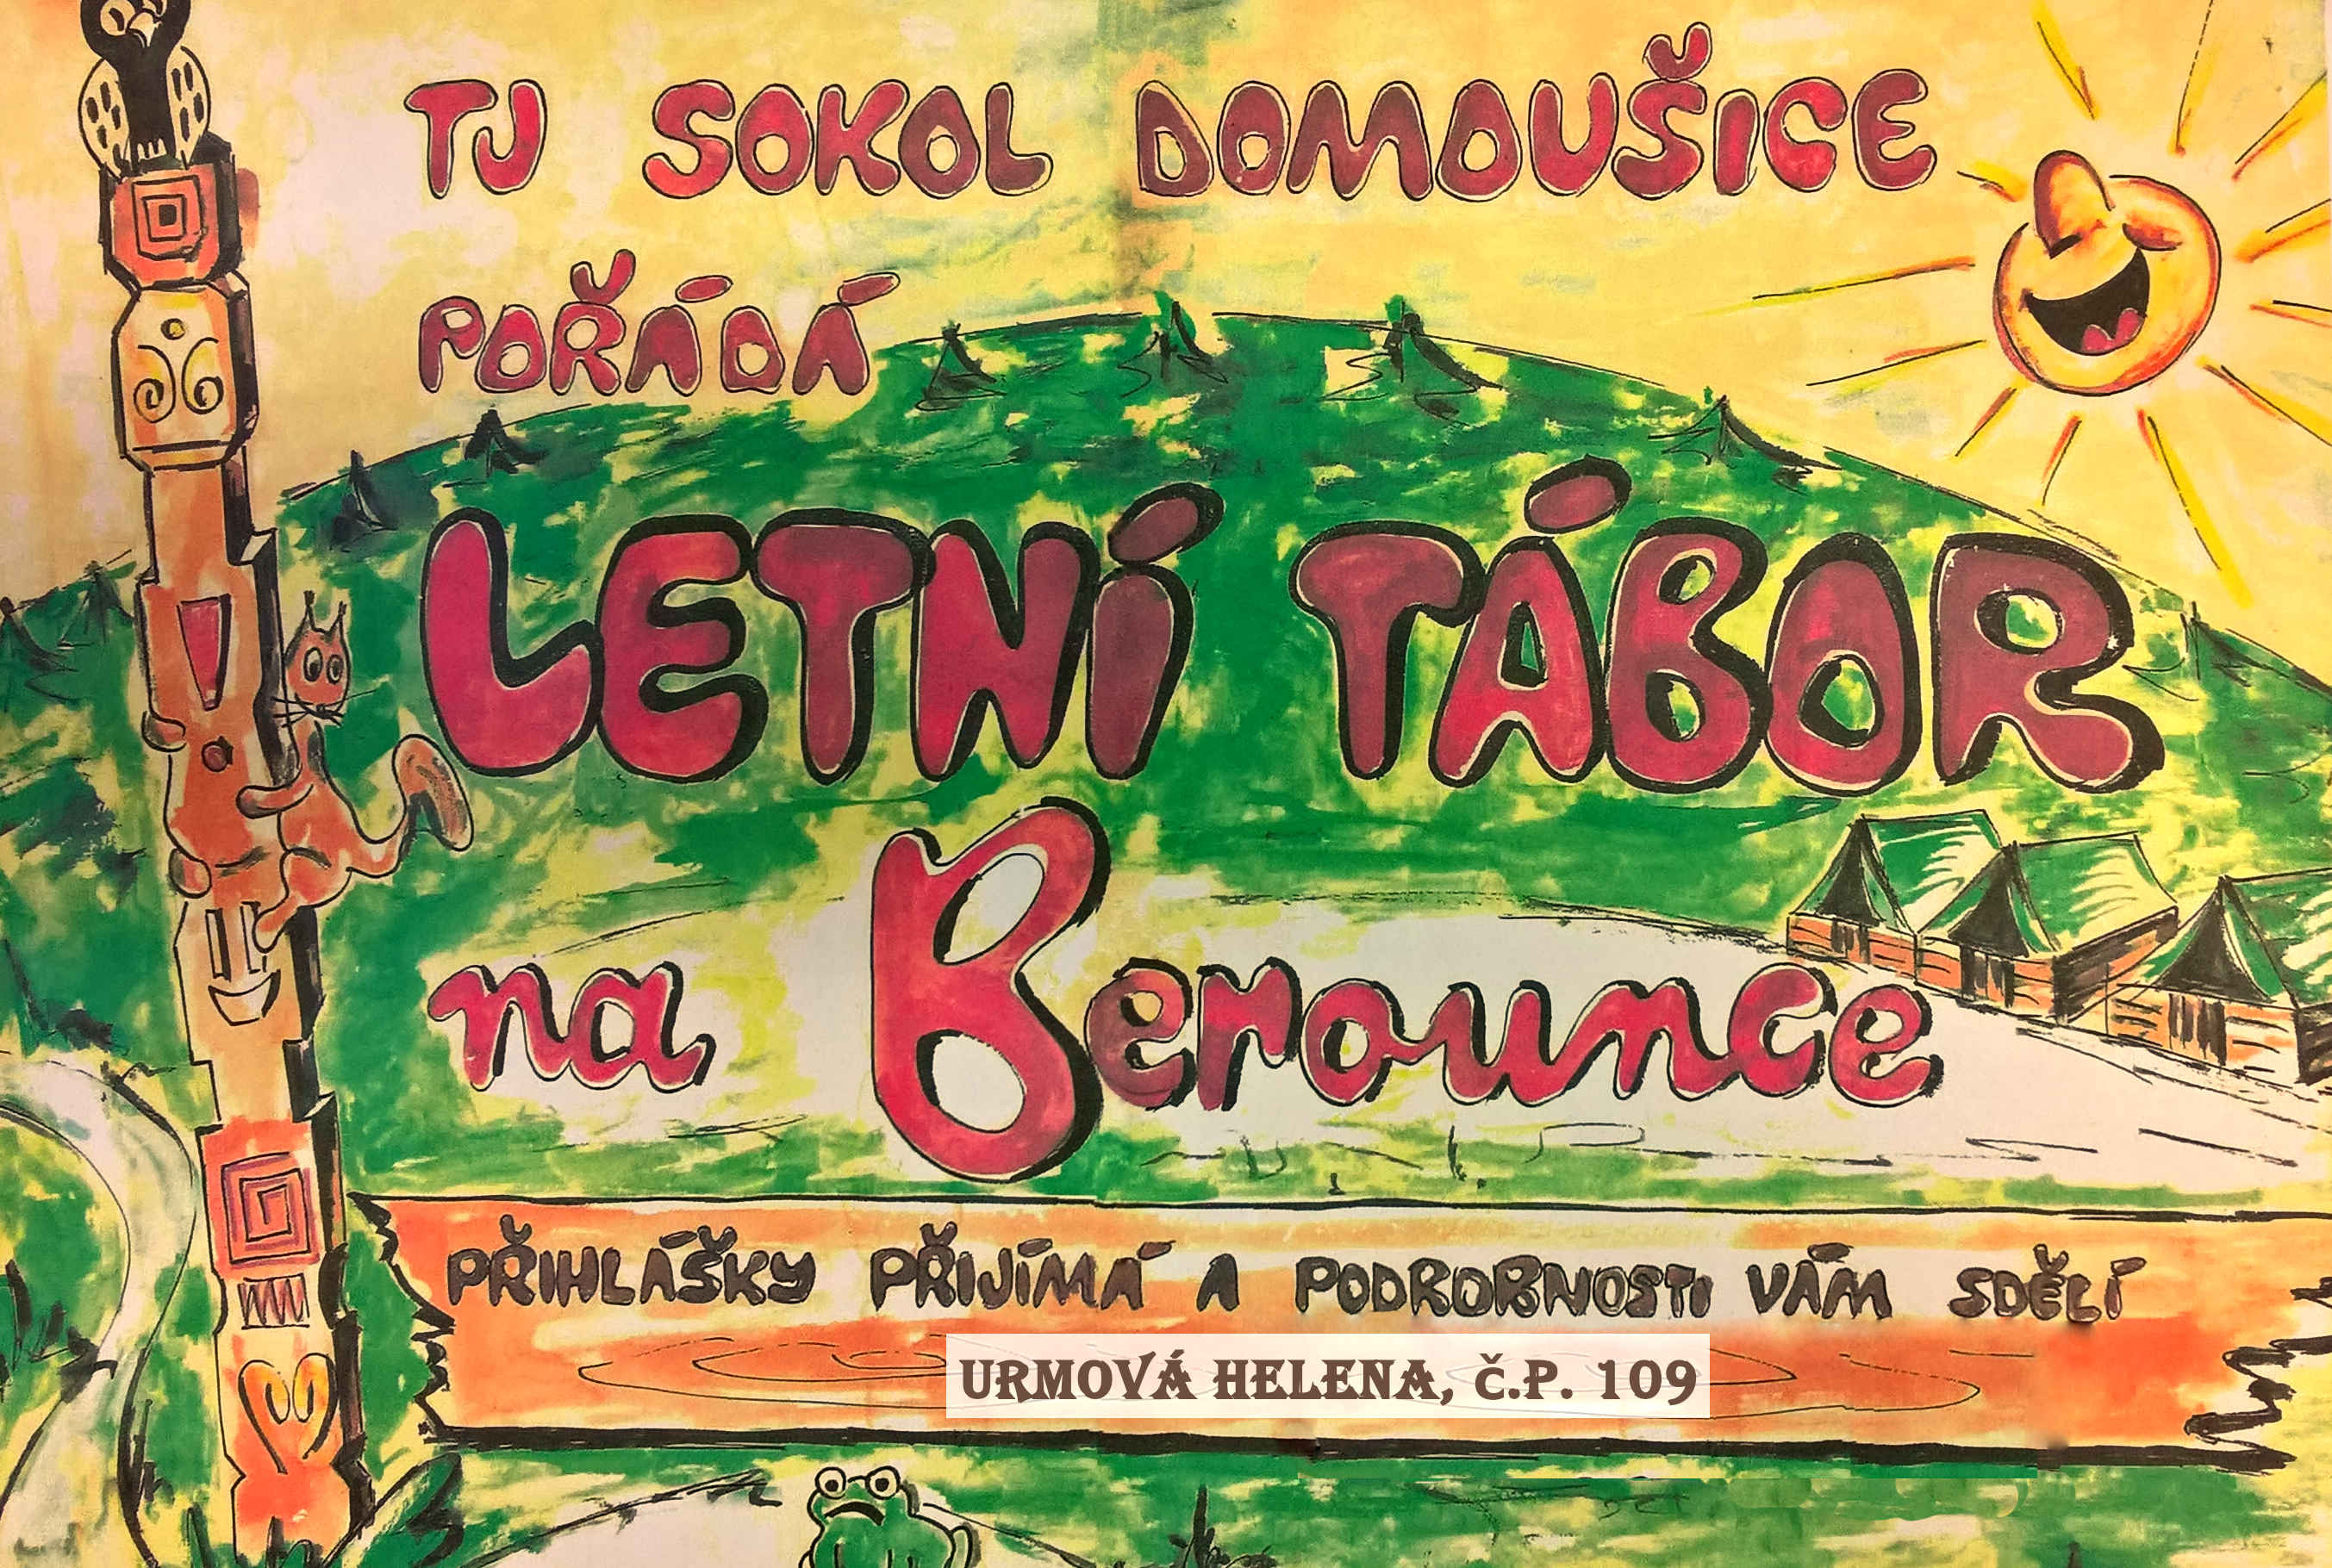 TJ SOKOL DOMOUŠICE
POŘÁDÁ
LETNÍ TÁBOR
na Berounce
PŘIHLÁŠKY PŘIJÍMÁ A PODROBNOSTI VÁM SDĚLÍ
URMOVÁ HELENA, Č.P. 109